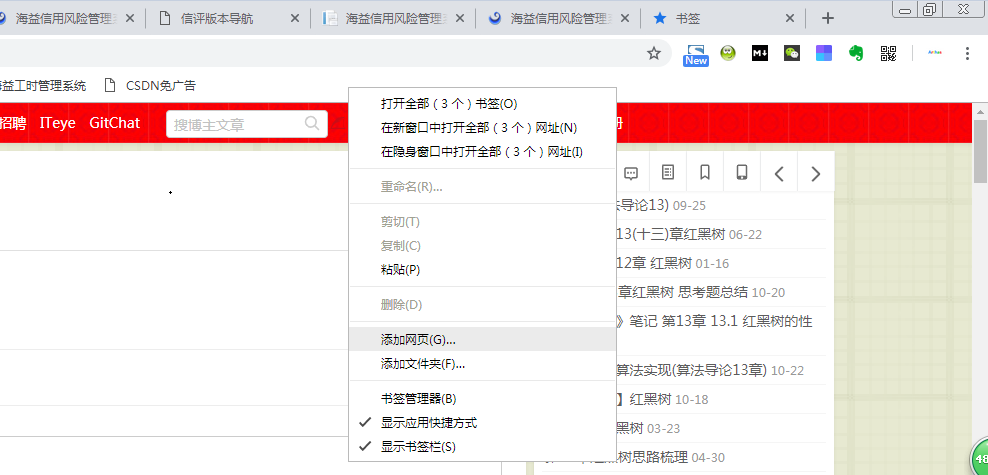 海益信用风险管理 信评版本导航 海益信用风险管理 海益信用风险管理 书签
New M↓
海益工时管理系统 CSDN免广告
招聘 ITeye GitChat 搜博主文章 册
打开全部（3 个）书签(O)
在新窗口中打开全部（3 个）网址(N)
在隐身窗口中打开全部（3 个）网址(I)
重命名(R)...
剪切(T)
复制(C)
粘贴(P)
删除(D)
添加网页(G)...
添加文件夹(F)...
书签管理器(B)
显示应用快捷方式
显示书签栏(S)
导论13) 09-25
13(十三)章红黑树 06-22
12章 红黑树 01-16
章红黑树 思考题总结 10-20
》笔记 第13章 13.1 红黑树的性
算法实现(算法导论13章) 10-22
】红黑树 10-18
黑树 03-23
树思路梳理 04-30
48